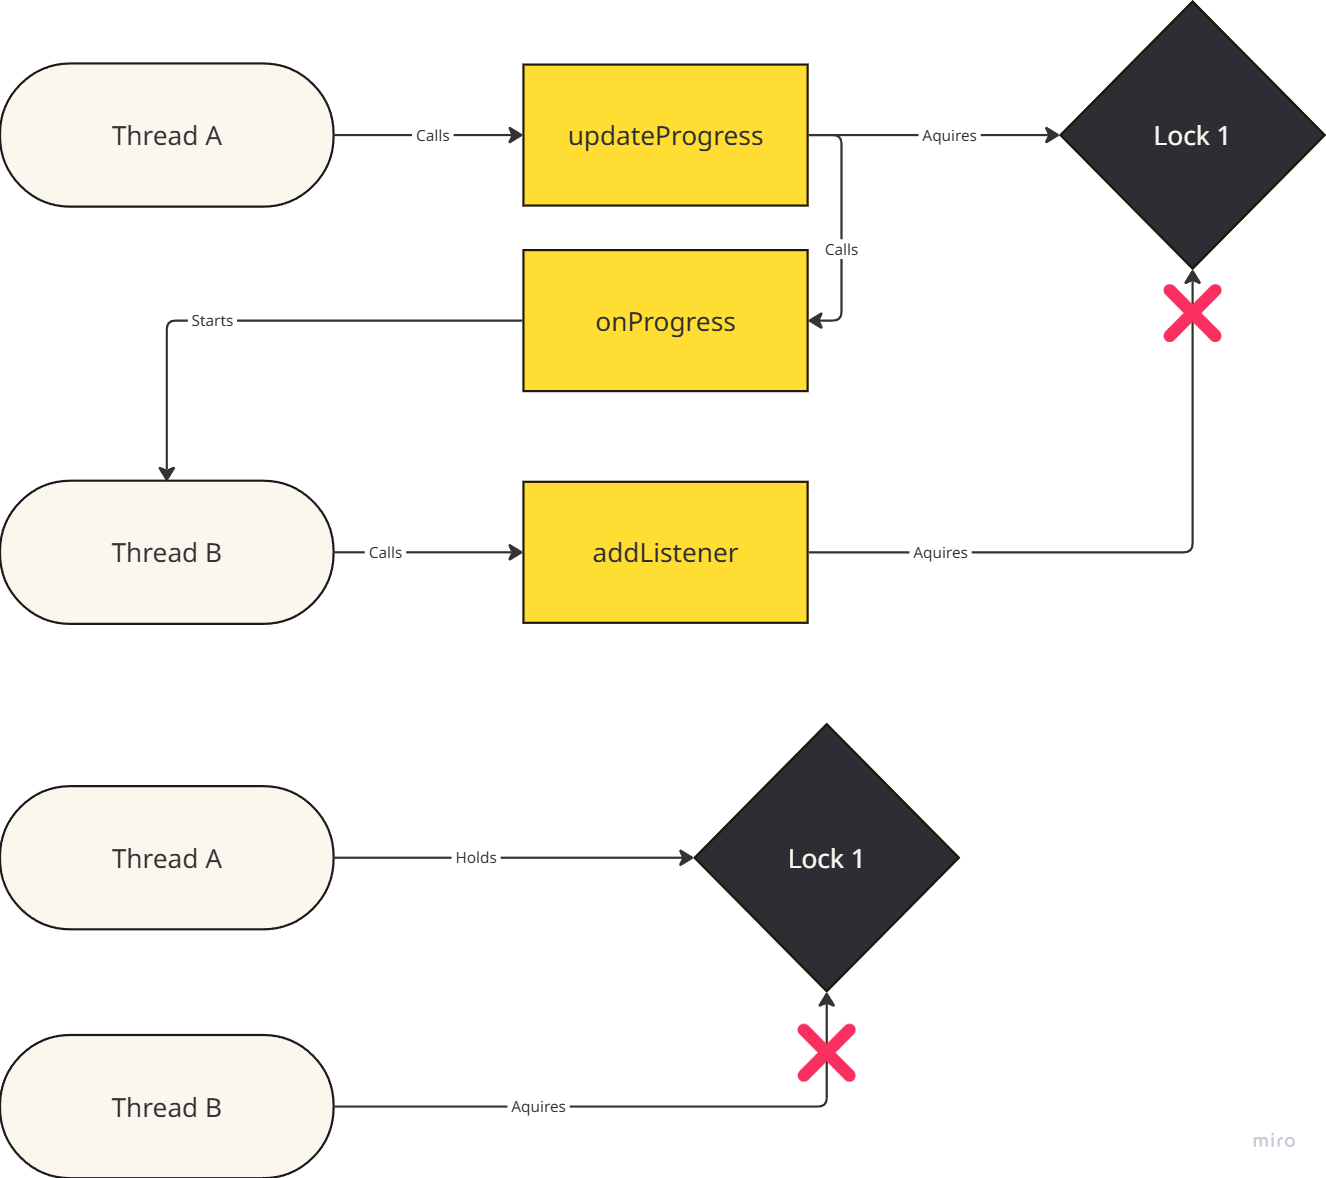 Thread A
Calls
updateProgress
Aquires
Lock 1
Calls
onProgress
Starts
Thread B
Calls
addListener
Aquires
Thread A
Holds
Lock 1
Thread B
Aquires
miro